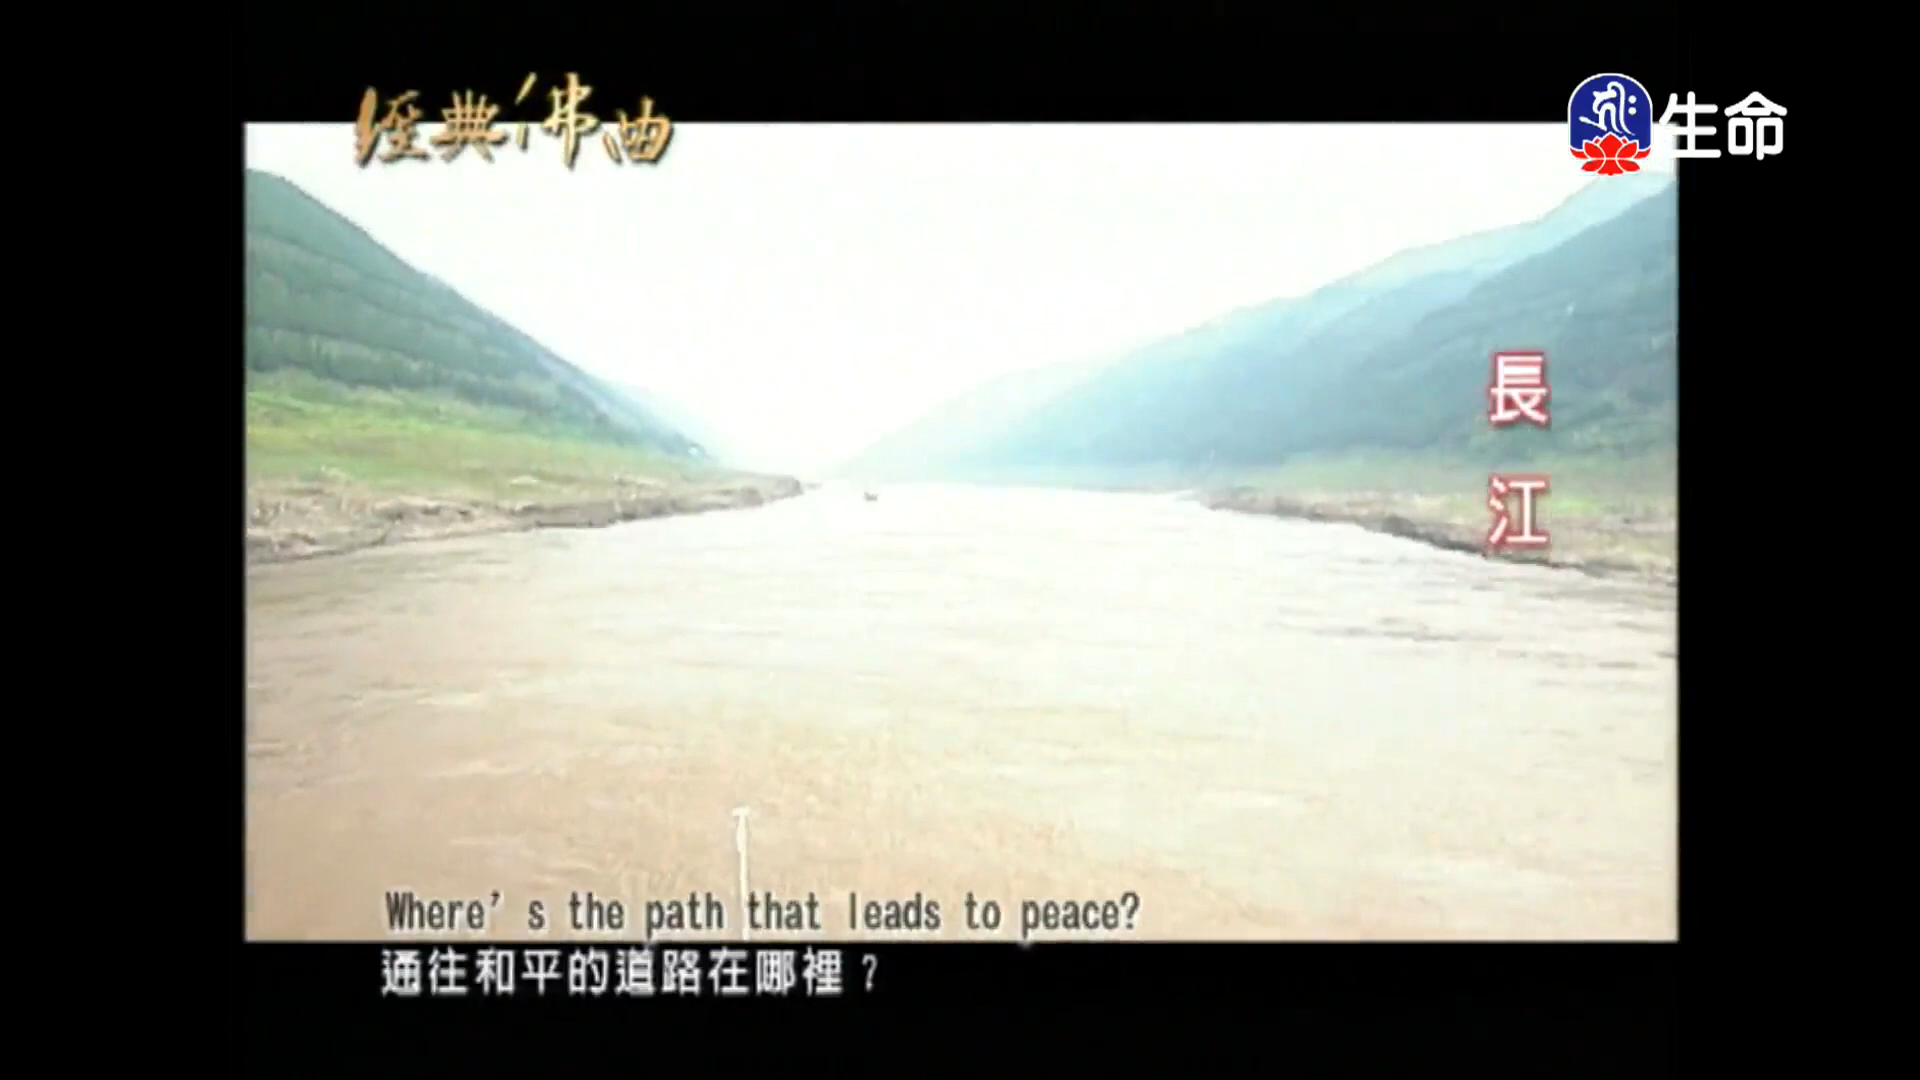 經典佛曲
生命
長江
Where's the path that leads to peace?
通往和平的道路在哪裡？